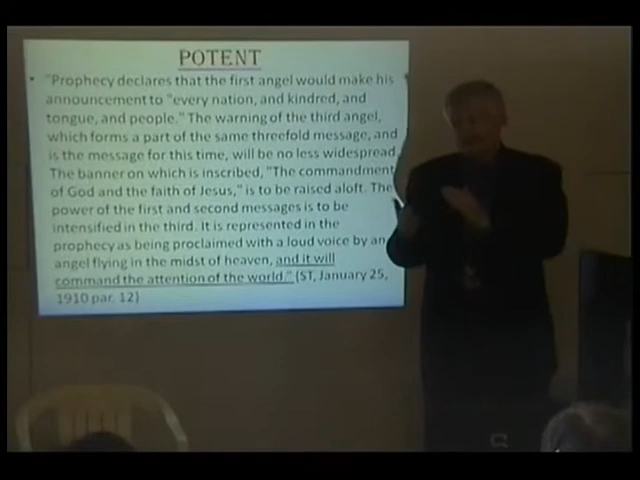 POTENT
• "Prophecy declares that the first angel would make his
announcement to "every nation, and kindred, and
tongue, and people." The warning of the third angel,
which forms a part of the same threefold message, and
is the message for this time, will be no less widespread.
The banner on which is inscribed, "The commandment
of God and the faith of Jesus," is to be raised aloft. The
power of the first and second messages is to be
intensified in the third. It is represented in the
prophecy as being proclaimed with a loud voice by an
angel flying in the midst of heaven, and it will
command the attention of the world." {ST, January 25,
1910 par. 12}